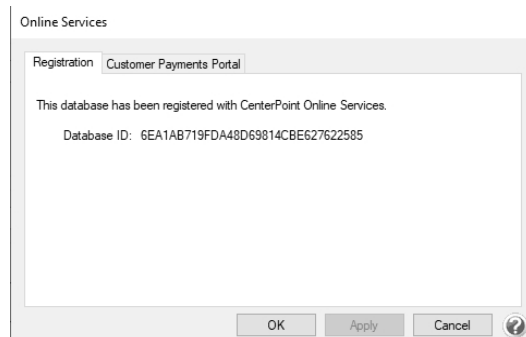 Online Services
Registration Customer Payments Portal
This database has been registered with CenterPoint Online Services.
Database ID: 6EA1AB719FDA48D69814CBE627622585
OK Apply Cancel ?